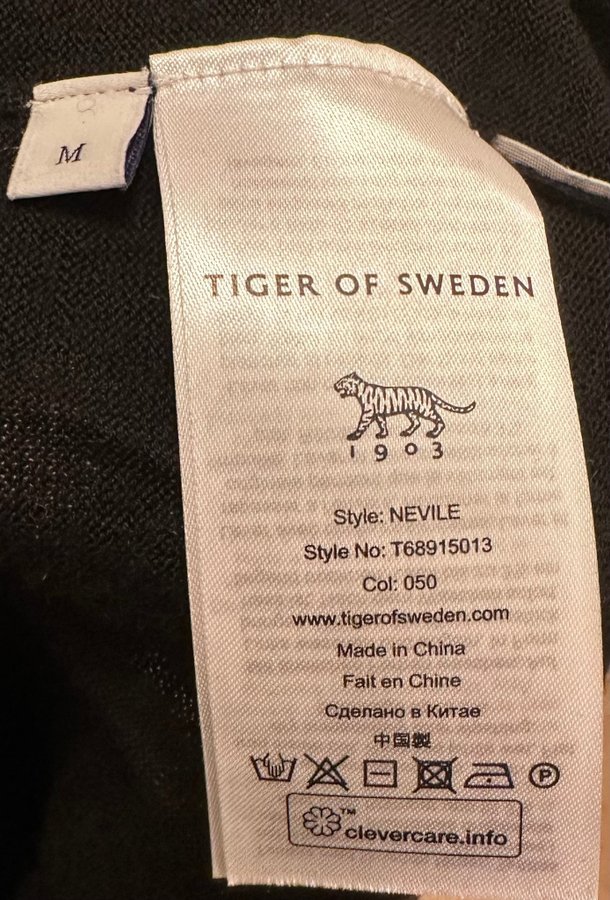 M
TIGER OF SWEDEN
1903
Style: NEVILE
Style No: T68915013
Col: 050
www.tigerofsweden.com
Made in China
Fait en Chine
Сделано в Китае
中国製
P
™
clevercare.info